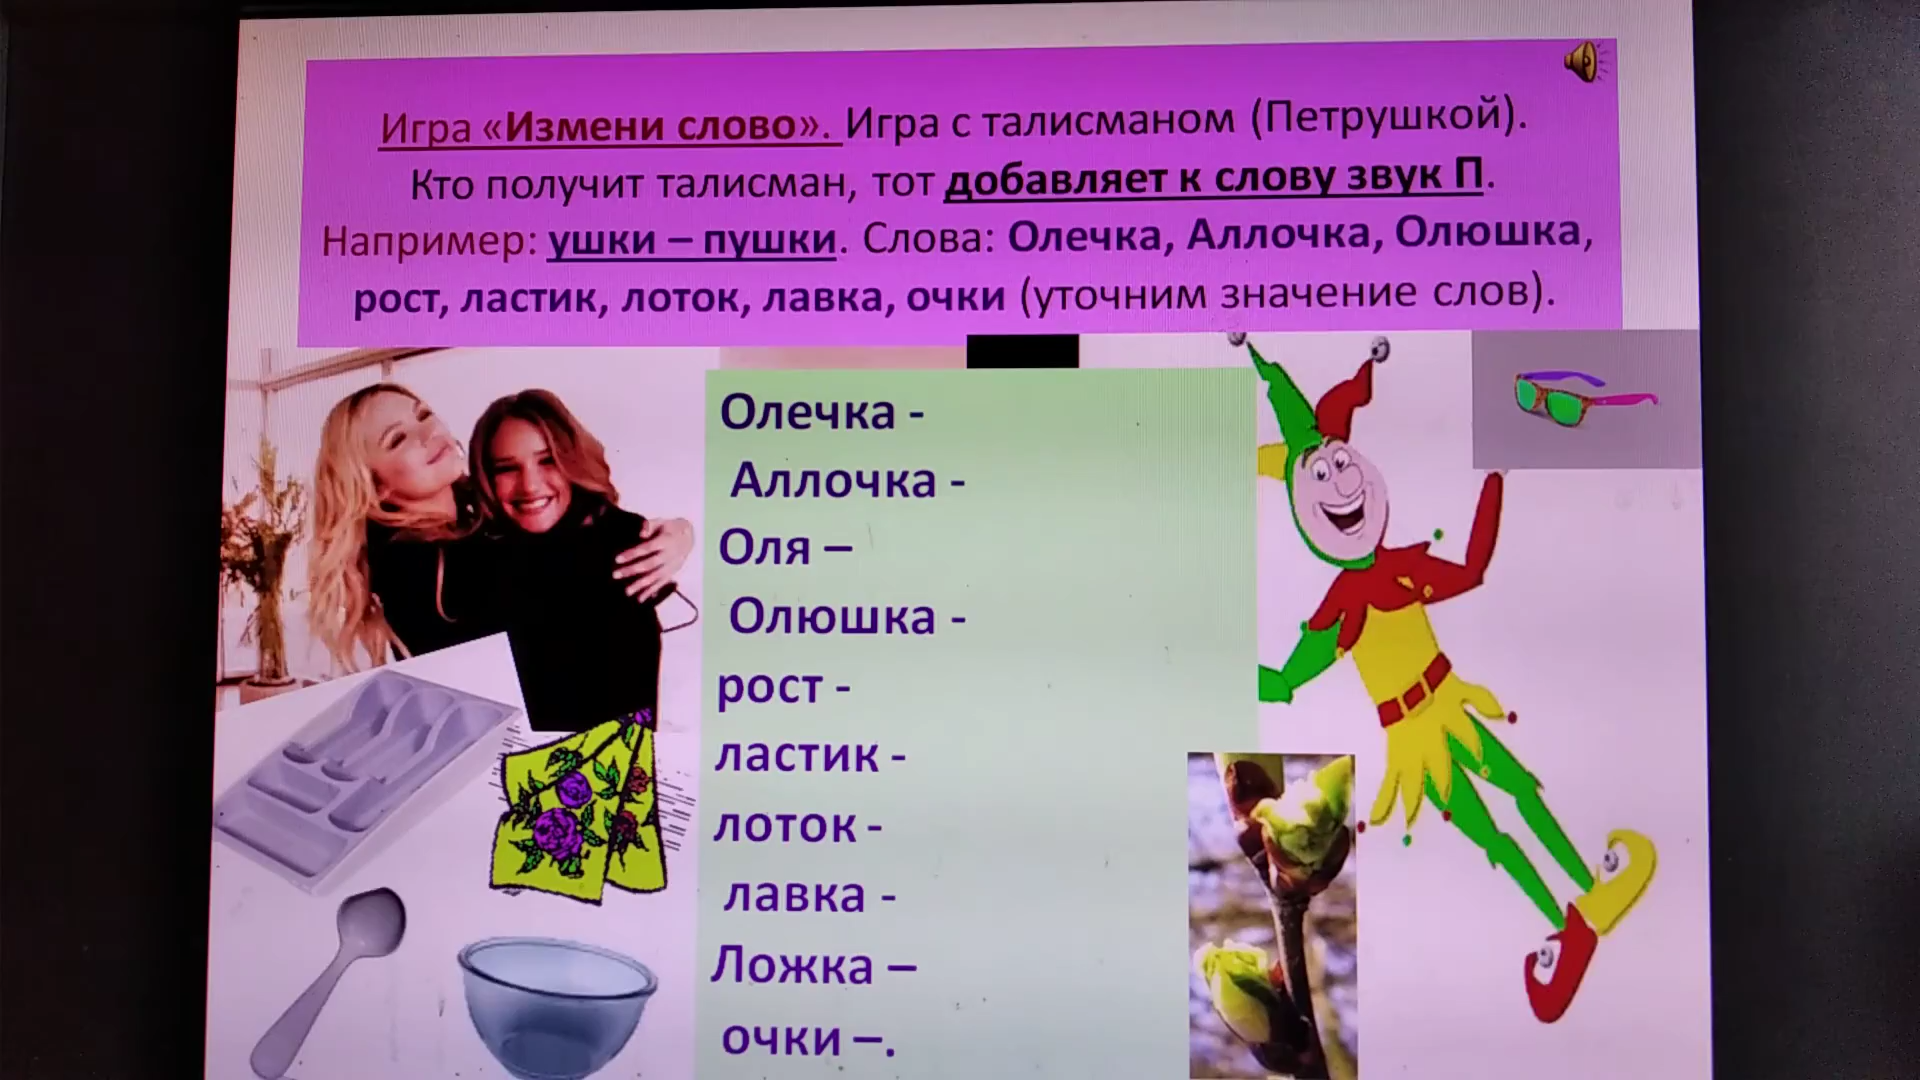 Игра «Измени слово». Игра с талисманом (Петрушкой).
Кто получит талисман, тот добавляет к слову звук П.
Например: ушки – пушки. Слова: Олечка, Аллочка, Олюшка,
рост, ластик, лоток, лавка, очки (уточним значение слов).
Олечка -
Аллочка -
Оля –
Олюшка -
рост -
ластик -
лоток -
лавка -
Ложка –
очки –.